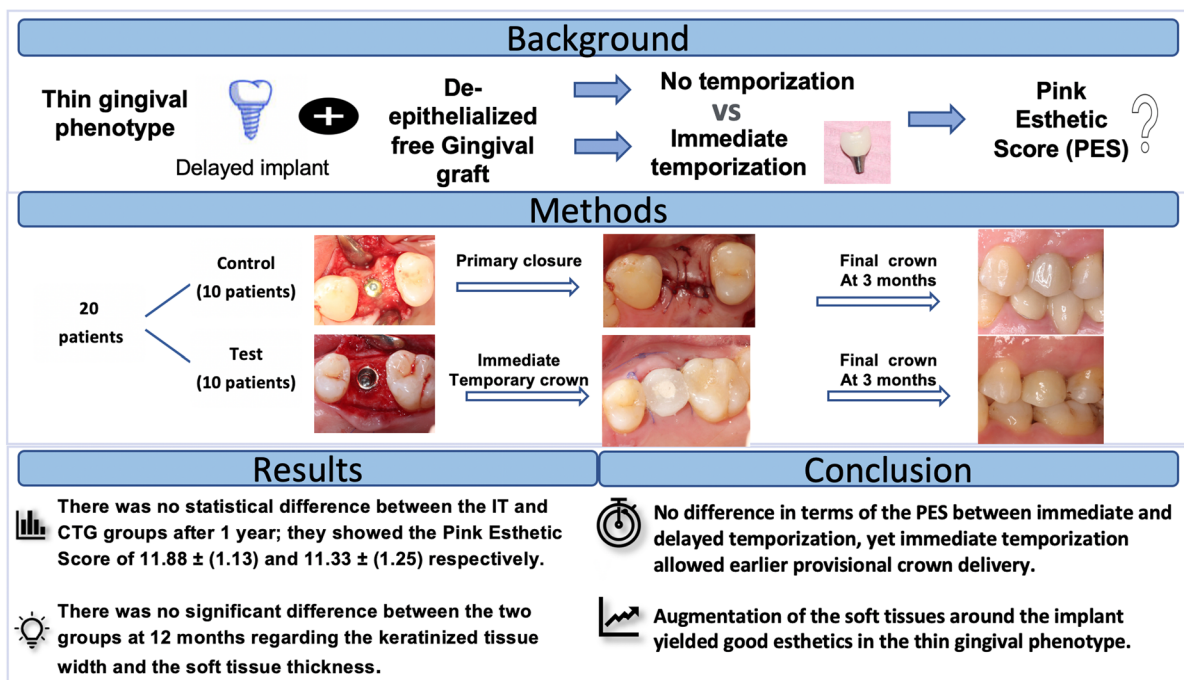 Background
Thin gingival
phenotype
Delayed implant
De-
epithelialized
free Gingival
graft
No temporization
VS
Immediate
temporization
Pink
Esthetic
Score (PES)
?
Methods
20
patients
Control
(10 patients)
Primary closure
Final crown
At 3 months
Test
(10 patients)
Immediate
Temporary crown
Final crown
At 3 months
Results
There was no statistical difference between the IT and
CTG groups after 1 year; they showed the Pink Esthetic
Score of 11.88 ± (1.13) and 11.33 ± (1.25) respectively.
There was no significant difference between the two
groups at 12 months regarding the keratinized tissue
width and the soft tissue thickness.
Conclusion
No difference in terms of the PES between immediate and
delayed temporization, yet immediate temporization
allowed earlier provisional crown delivery.
Augmentation of the soft tissues around the implant
yielded good esthetics in the thin gingival phenotype.